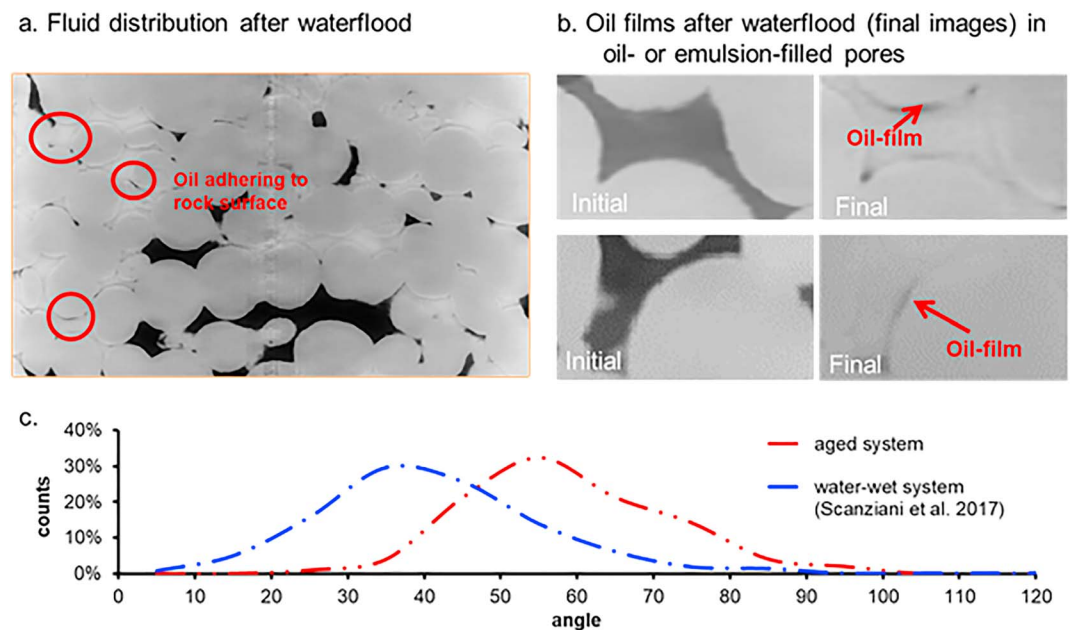 a. Fluid distribution after waterflood
Oil adhering to
rock surface
b. Oil films after waterflood (final images) in
oil- or emulsion-filled pores
Initial
Oil-film
Final
Initial
Oil-film
Final
c.
40%
30%
20%
10%
0%
counts
0 10 20 30 40 50 60 70 80 90 100 110 120
angle
aged system
water-wet system
(Scanziani et al. 2017)